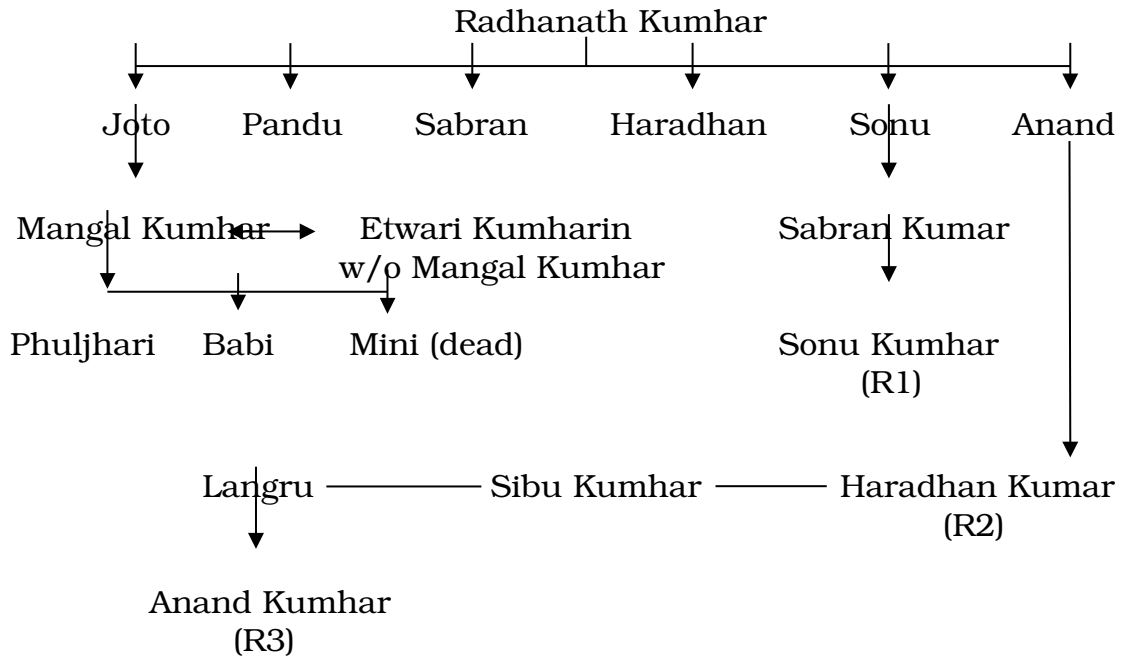 Radhanath Kumhar
Joto Pandu Sabran Haradhan Sonu Anand
Mangal Kumhar Etwari Kumharin Sabran Kumar
w/o Mangal Kumhar
Phuljhari Babi Mini (dead) Sonu Kumhar
(R1)
Langru Sibu Kumhar Haradhan Kumar
(R2)
Anand Kumhar
(R3)